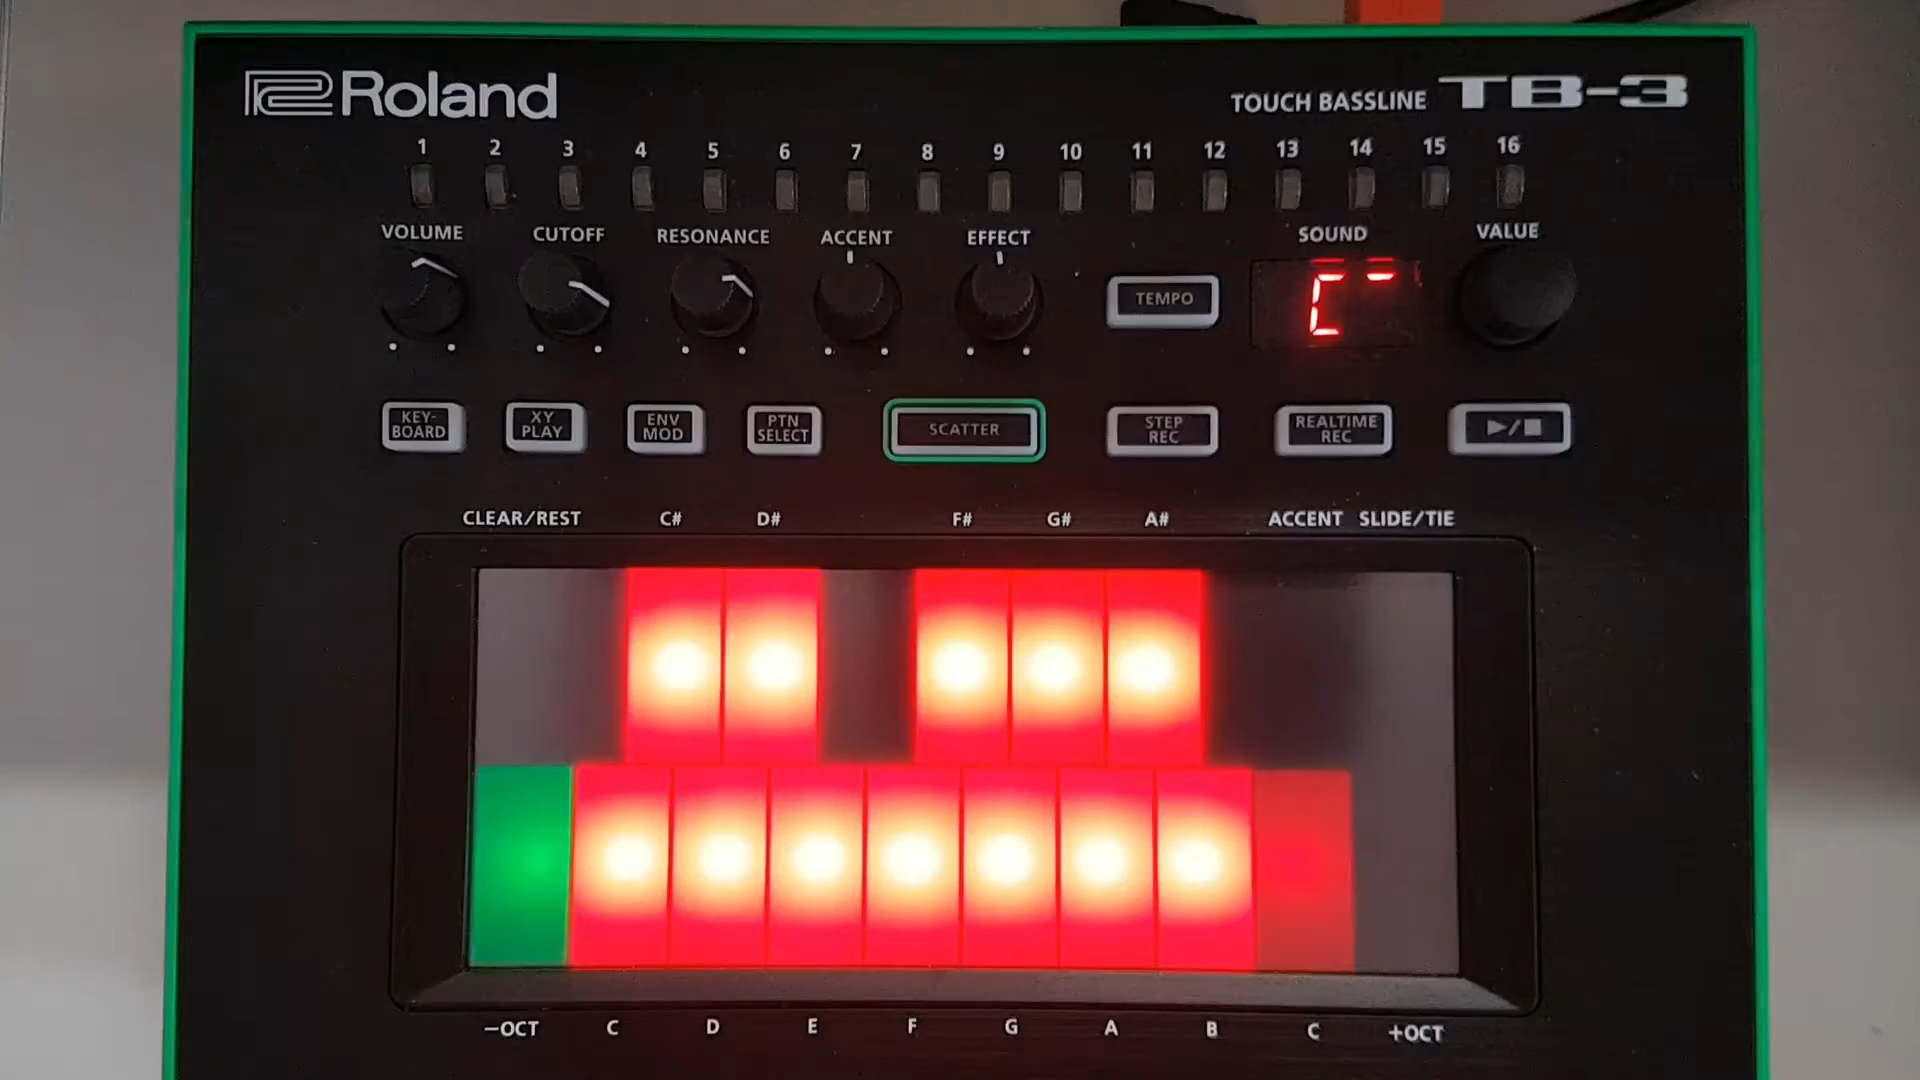 Roland
TOUCH BASSLINE TB-3
1 2 3 4 5 6 7 8 9 10 11 12 13 14 15 16
VOLUME CUTOFF RESONANCE ACCENT EFFECT SOUND VALUE
TEMPO
C-
KEY-
BOARD
XY
PLAY
ENV
MOD
PTN
SELECT
SCATTER
STEP
REC
REALTIME
REC
▶/■
CLEAR/REST C# D# F# G# A# ACCENT SLIDE/TIE
−OCT C D E F G A B C +OCT